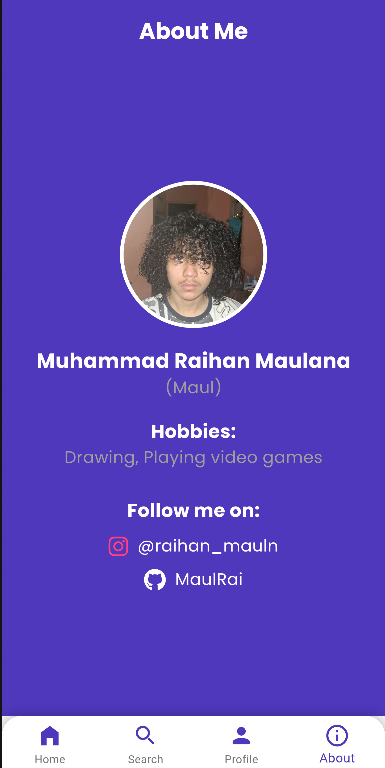 About Me
Muhammad Raihan Maulana
(Maul)
Hobbies:
Drawing, Playing video games
Follow me on:
@raihan_mauln
MaulRai
Home
Search
Profile
About